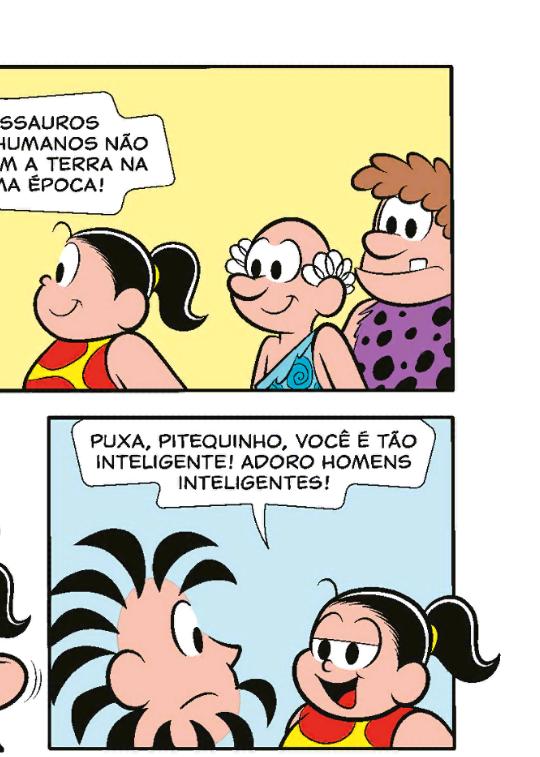 SSAUROS
HUMANOS NÃO
M A TERRA NA
MA ÉPOCA!
PUXA, PITEQUINHO, VOCÊ É TÃO
INTELIGENTE! ADORO HOMENS
INTELIGENTES!